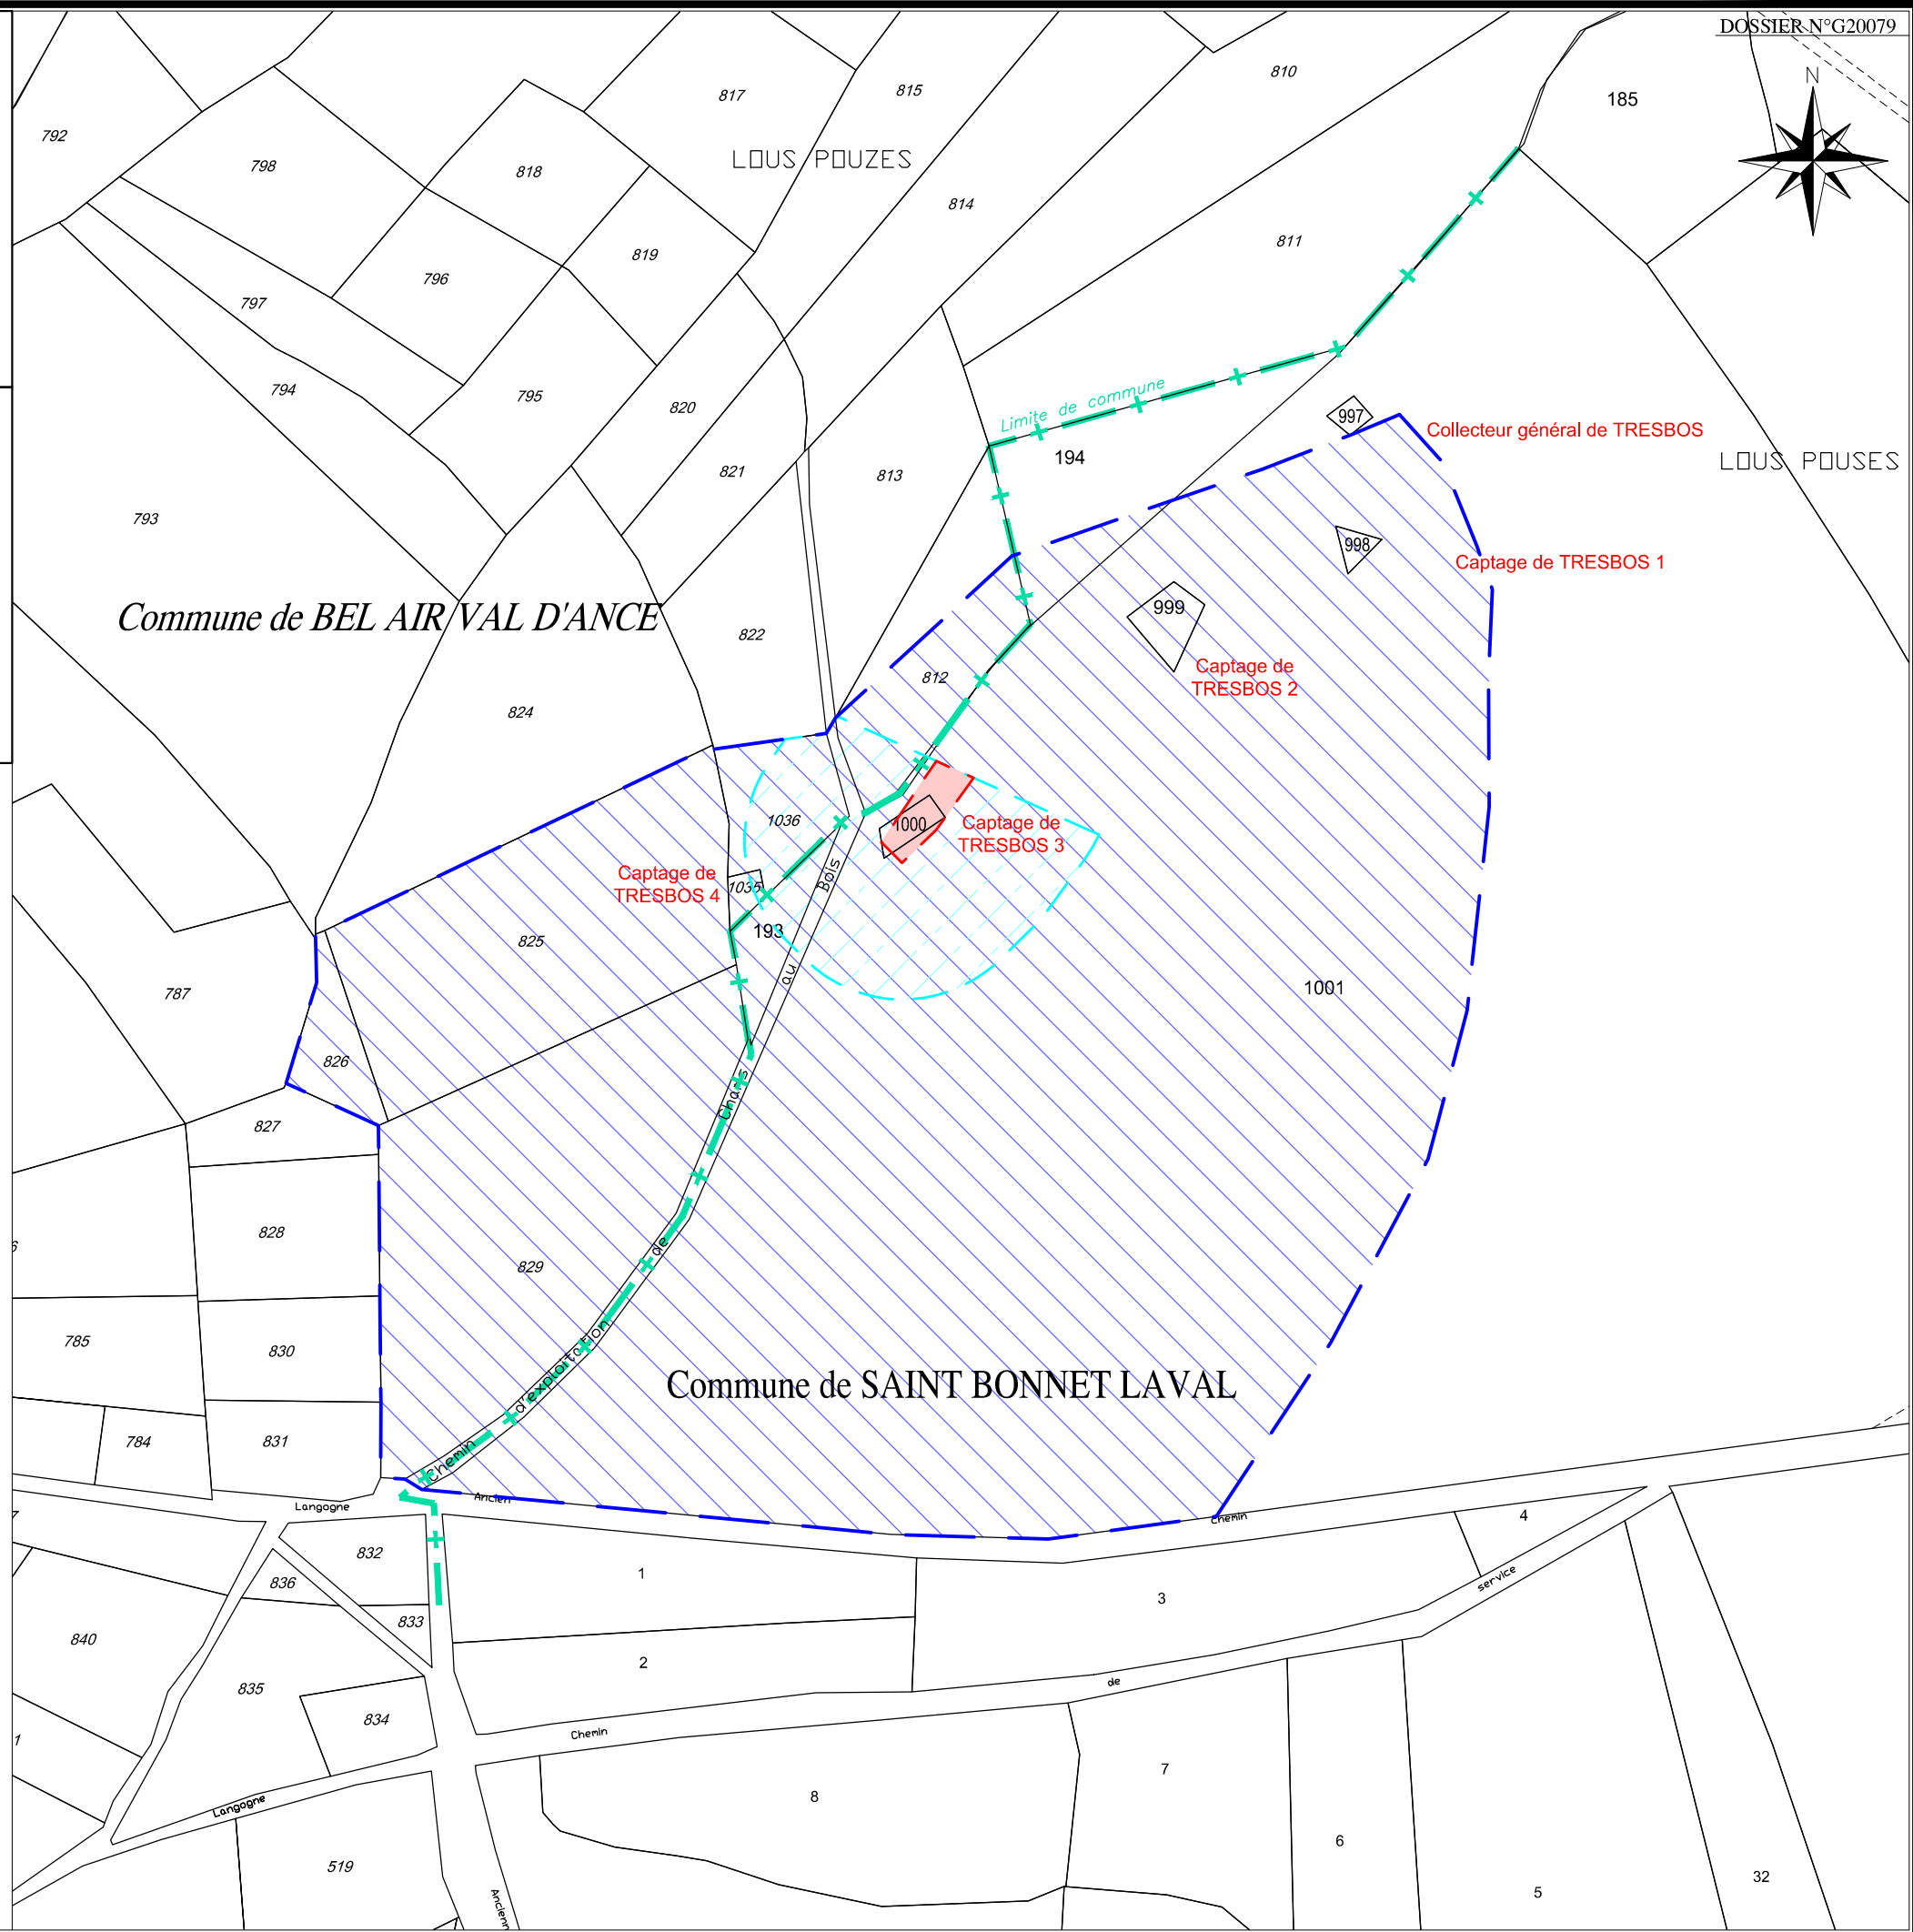 DOSSIER N°G20079
N
810
185
817
815
792
LOUS POUZES
798
818
814
811
819
796
797
794
795
820
Limite de commune
997
Collecteur général de TRESBOS
LOUS POUSES
194
821
813
793
998
Captage de TRESBOS 1
999
Commune de BEL AIR VAL D'ANCE
822
Captage de
TRESBOS 2
812
824
1036
1000
Captage de
TRESBOS 3
Captage de
TRESBOS 4
1035
193
825
787
1001
826
827
828
829
785
830
784
831
Commune de SAINT BONNET LAVAL
Chemin d'exploitation de Chars au Bois
Langogne
Ancien
Chemin
4
832
1
836
3
service
833
840
2
835
de
834
Chemin
7
8
Langogne
6
519
32
5
Ancien